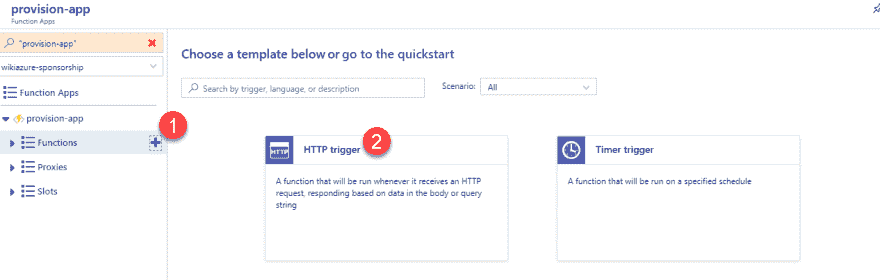 provision-app
Function Apps
"provision-app"
wikiazure-sponsorship
Function Apps
provision-app
1
Functions
Proxies
Slots
Choose a template below or go to the quickstart
Search by trigger, language, or description
Scenario: All
HTTP
HTTP trigger 2
A function that will be run whenever it receives an HTTP
request, responding based on data in the body or query
string
Timer trigger
A function that will be run on a specified schedule